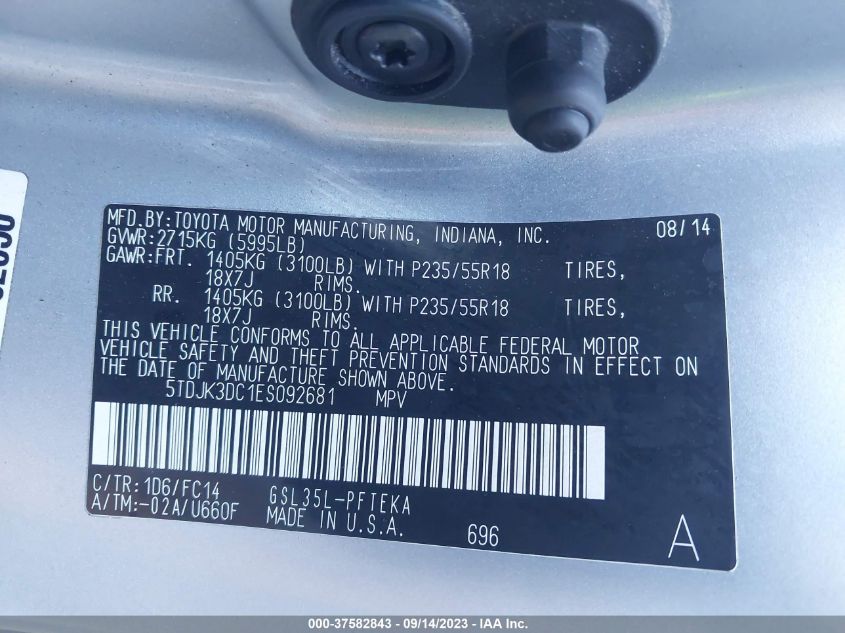 MFD.BY:TOYOTA MOTOR MANUFACTURING, INDIANA, INC. 08/14
GVWR:2715KG (5995LB)
GAWR:FRT. 1405KG (3100LB) WITH P235/55R18 TIRES,
18X7J RIMS.
RR. 1405KG (3100LB) WITH P235/55R18 TIRES,
18X7J RIMS.
THIS VEHICLE CONFORMS TO ALL APPLICABLE FEDERAL MOTOR
VEHICLE SAFETY AND THEFT PREVENTION STANDARDS IN EFFECT ON
THE DATE OF MANUFACTURE SHOWN ABOVE.
5TDJK3DC1ES092681 MPV
C/TR:1D6/FC14 GSL35L-PFTEKA
A/TM:-02A/U660F MADE IN U.S.A. 696 A
000-37582843 - 09/14/2023 - IAA Inc.